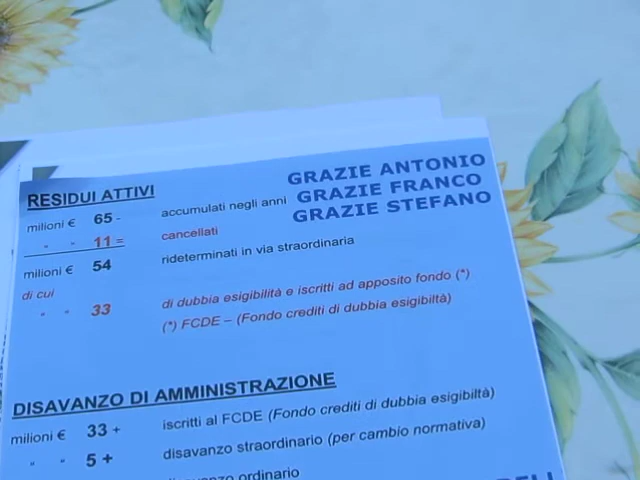 GRAZIE ANTONIO
GRAZIE FRANCO
GRAZIE STEFANO
RESIDUI ATTIVI
milioni € 65 - accumulati negli anni
" " 11 = cancellati
milioni € 54 rideterminati in via straordinaria
di cui
" " 33 di dubbia esigibilità e iscritti ad apposito fondo (*)
(*) FCDE – (Fondo crediti di dubbia esigibiltà)
DISAVANZO DI AMMINISTRAZIONE
milioni € 33 + iscritti al FCDE (Fondo crediti di dubbia esigibiltà)
" " 5 + disavanzo straordinario (per cambio normativa)
ordinario